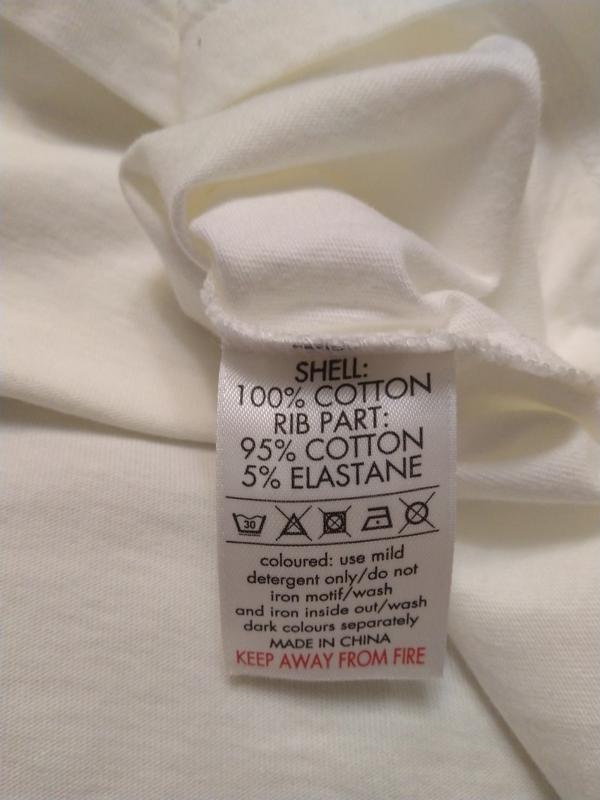 SHELL:
100% COTTON
RIB PART:
95% COTTON
5% ELASTANE
30
coloured: use mild
detergent only/do not
iron motif/wash
and iron inside out/wash
dark colours separately
MADE IN CHINA
KEEP AWAY FROM FIRE